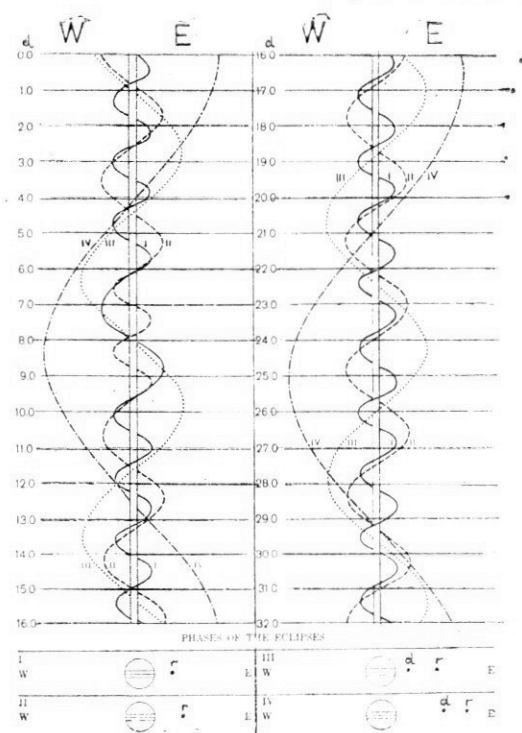 W E W E
d d
0.0 16.0
1.0 17.0
2.0 18.0
3.0 19.0
III I II IV
4.0 20.0
5.0 21.0
IV III I II
6.0 22.0
7.0 23.0
8.0 24.0
9.0 25.0
10.0 26.0
11.0 27.0
IV III I II
12.0 28.0
13.0 29.0
14.0 30.0
III II I IV
15.0 31.0
16.0 32.0
PHASES OF THE ECLIPSES
I r III d r
W E W E
II r IV d r
W E W E